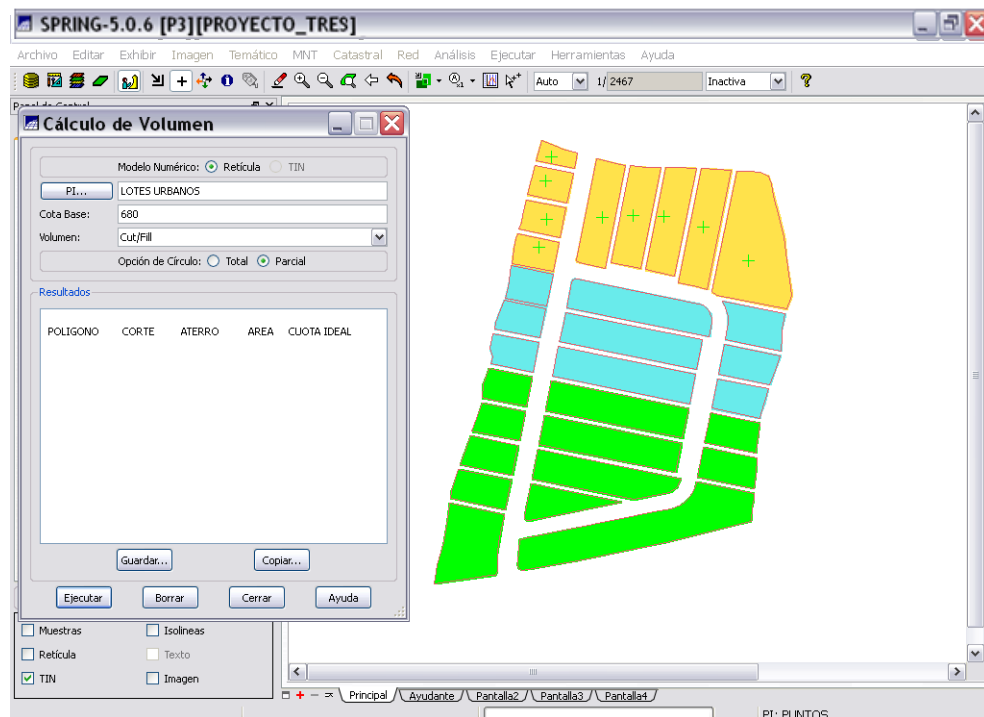 SPRING-5.0.6 [P3][PROYECTO_TRES]
Archivo Editar Exhibir Imagen Temático MNT Catastral Red Análisis Ejecutar Herramientas Ayuda
Auto 1/ 2467 Inactiva
Panel de Control
Cálculo de Volumen
Modelo Numérico: Retícula TIN
PI... LOTES URBANOS
Cota Base: 680
Volumen: Cut/Fill
Opción de Círculo: Total Parcial
Resultados
POLIGONO CORTE ATERRO AREA CUOTA IDEAL
Guardar... Copiar...
Ejecutar Borrar Cerrar Ayuda
Muestras Isolineas
Retícula Texto
TIN Imagen
Principal Ayudante Pantalla2 Pantalla3 Pantalla4
PI: PUNTOS